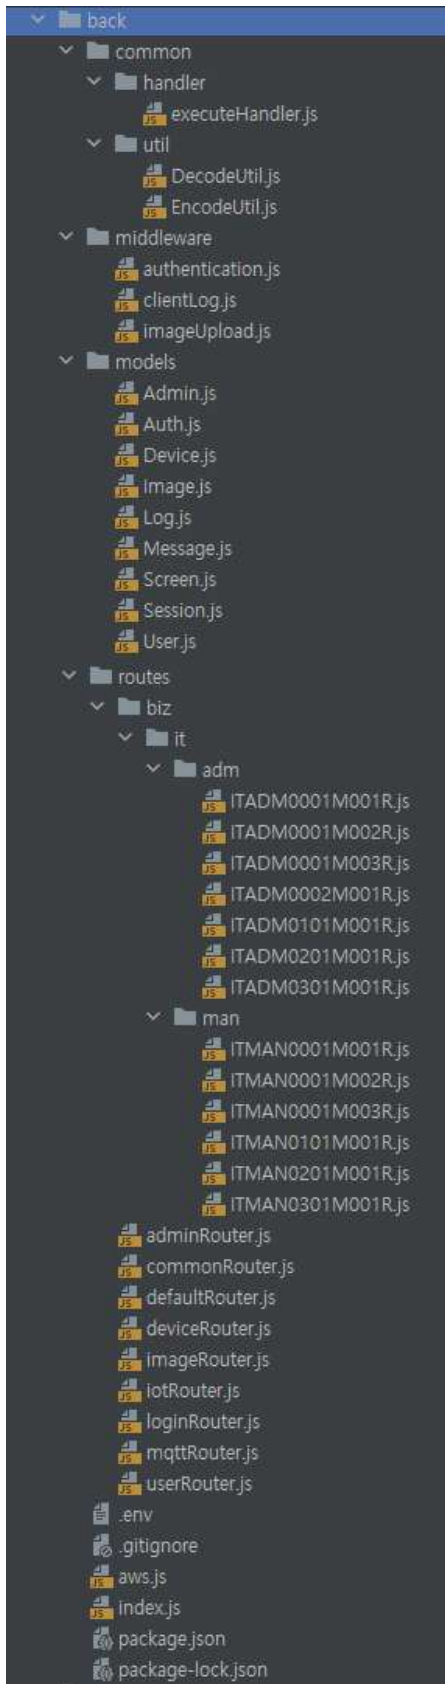 back
common
handler
executeHandler.js
util
DecodeUtil.js
EncodeUtil.js
middleware
authentication.js
clientLog.js
imageUpload.js
models
Admin.js
Auth.js
Device.js
Image.js
Log.js
Message.js
Screen.js
Session.js
User.js
routes
biz
it
adm
ITADM0001M001R.js
ITADM0001M002R.js
ITADM0001M003R.js
ITADM0002M001R.js
ITADM0101M001R.js
ITADM0201M001R.js
ITADM0301M001R.js
man
ITMAN0001M001R.js
ITMAN0001M002R.js
ITMAN0001M003R.js
ITMAN0101M001R.js
ITMAN0201M001R.js
ITMAN0301M001R.js
adminRouter.js
commonRouter.js
defaultRouter.js
deviceRouter.js
imageRouter.js
iotRouter.js
loginRouter.js
mqttRouter.js
userRouter.js
.env
.gitignore
aws.js
index.js
package.json
package-lock.json